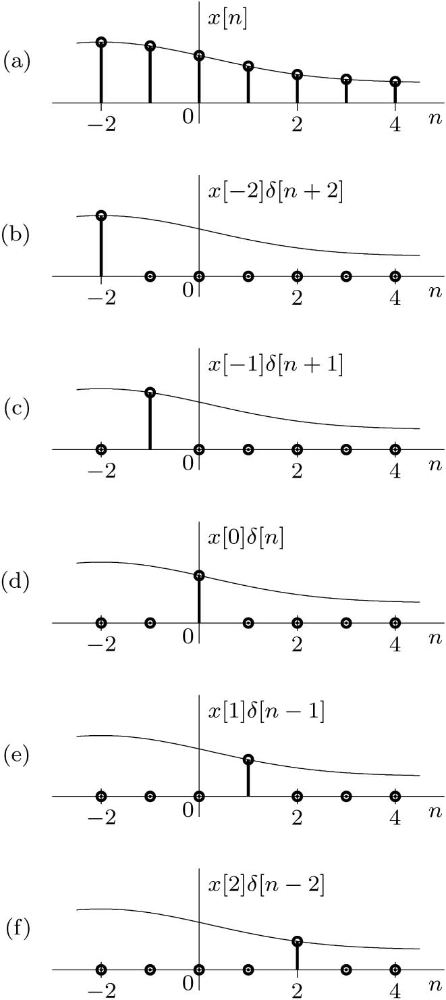 x[n]
(a)
−2 0 2 4 n
x[−2]δ[n + 2]
(b)
−2 0 2 4 n
x[−1]δ[n + 1]
(c)
−2 0 2 4 n
x[0]δ[n]
(d)
−2 0 2 4 n
x[1]δ[n − 1]
(e)
−2 0 2 4 n
x[2]δ[n − 2]
(f)
−2 0 2 4 n